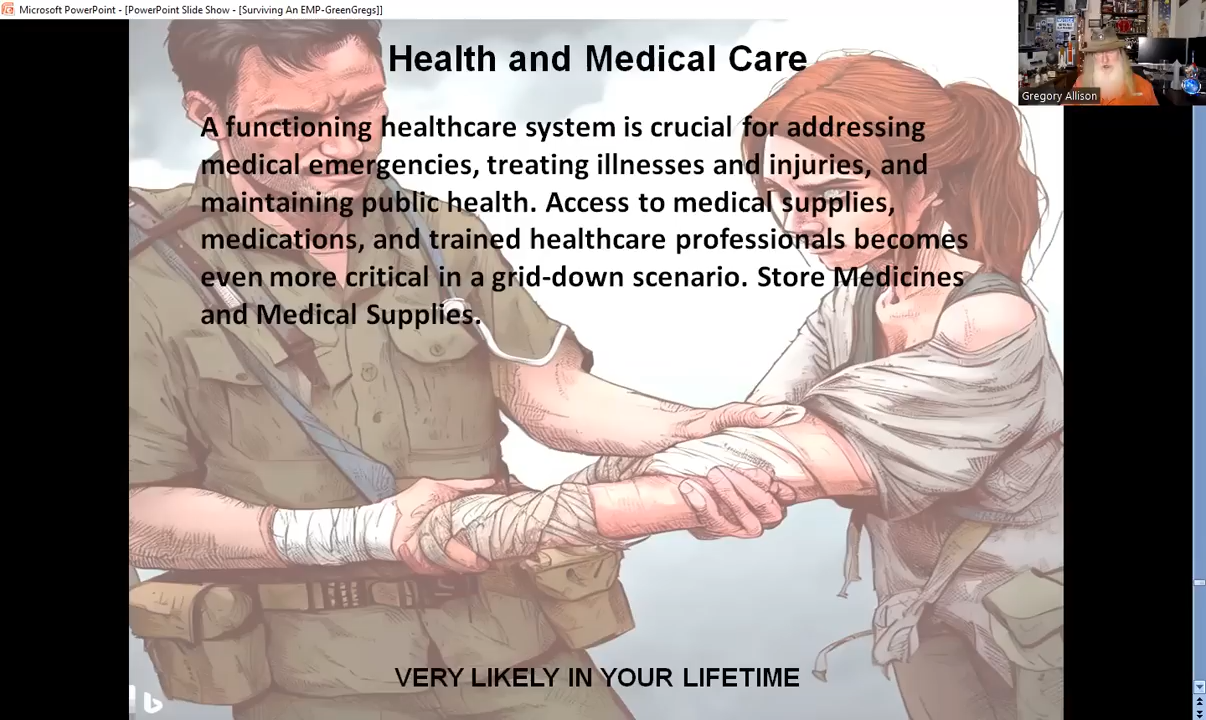 Microsoft PowerPoint - [PowerPoint Slide Show - [Surviving An EMP-GreenGregs]]
Health and Medical Care
Gregory Allison
A functioning healthcare system is crucial for addressing
medical emergencies, treating illnesses and injuries, and
maintaining public health. Access to medical supplies,
medications, and trained healthcare professionals becomes
even more critical in a grid-down scenario. Store Medicines
and Medical Supplies.
VERY LIKELY IN YOUR LIFETIME